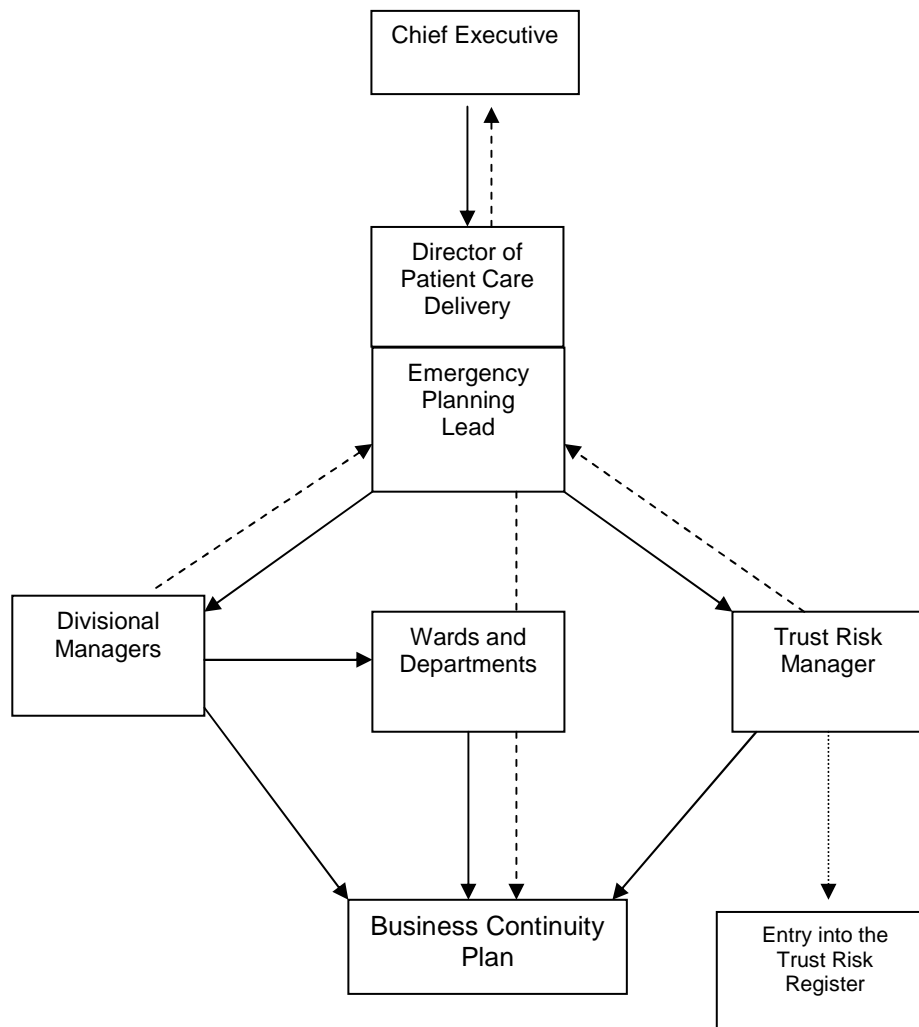 Chief Executive
Director of
Patient Care
Delivery
Emergency
Planning
Lead
Divisional
Managers
Wards and
Departments
Trust Risk
Manager
Business Continuity
Plan
Entry into the
Trust Risk
Register